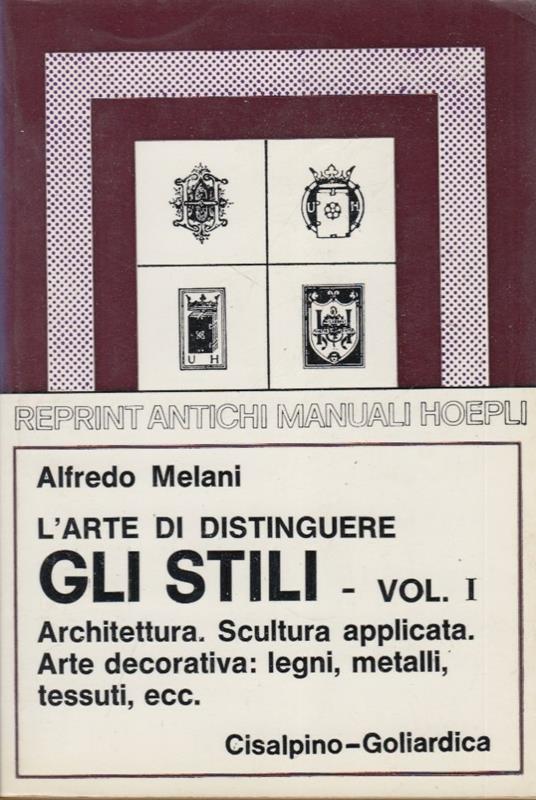 U H
U H
REPRINT ANTICHI MANUALI HOEPLI
Alfredo Melani
L'ARTE DI DISTINGUERE
GLI STILI - VOL. I
Architettura. Scultura applicata.
Arte decorativa: legni, metalli,
tessuti, ecc.
Cisalpino-Goliardica